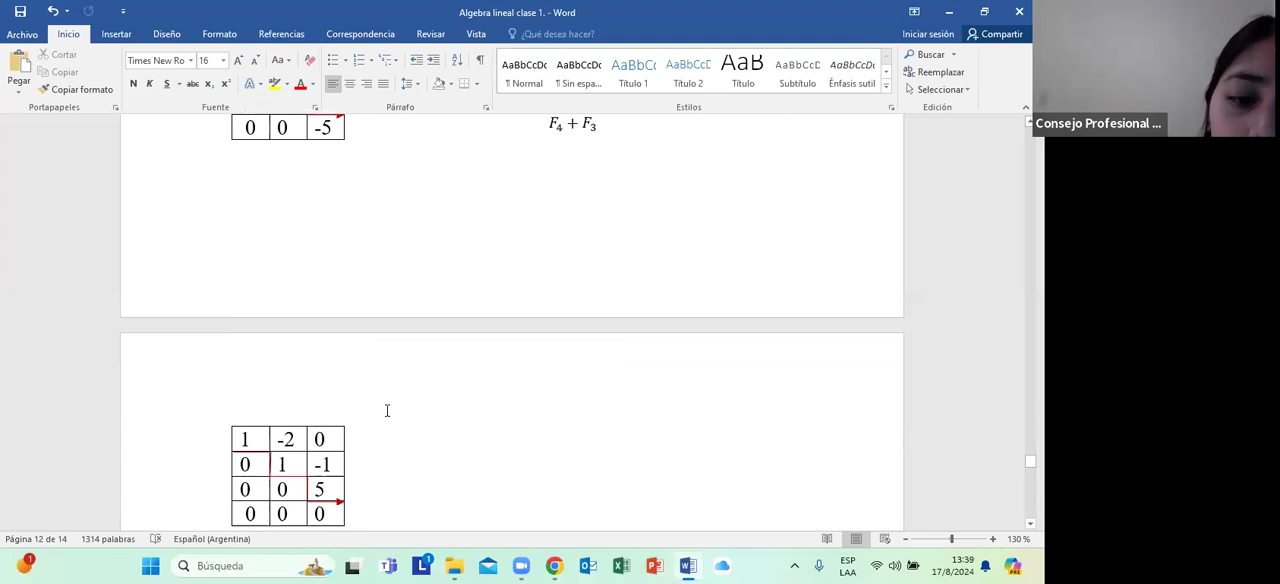 Algebra lineal clase 1. - Word
Archivo Inicio Insertar Diseño Formato Referencias Correspondencia Revisar Vista ¿Qué desea hacer? Iniciar sesión Compartir
Pegar
Cortar
Copiar
Copiar formato
Portapapeles
Times New Ro 16
Fuente
Párrafo
AaBbCcDc AaBbCcDc AaBbC AaBbCcD AaB AaBbCcD AaBbCcDc
¶ Normal ¶ Sin espa... Título 1 Título 2 Título Subtítulo Énfasis sutil
Estilos
Buscar
Reemplazar
Seleccionar
Edición
Consejo Profesional ...
0 0 -5
F4 + F3
1 -2 0
0 1 -1
0 0 5
0 0 0
Página 12 de 14 1314 palabras Español (Argentina) 130 %
Búsqueda
ESP
LAA
13:39
17/8/2024